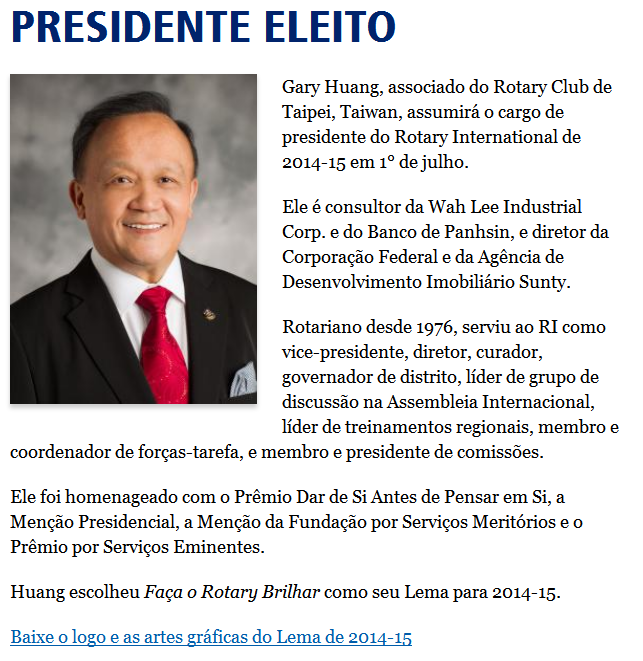 PRESIDENTE ELEITO
Gary Huang, associado do Rotary Club de
Taipei, Taiwan, assumirá o cargo de
presidente do Rotary International de
2014-15 em 1º de julho.
Ele é consultor da Wah Lee Industrial
Corp. e do Banco de Panhsin, e diretor da
Corporação Federal e da Agência de
Desenvolvimento Imobiliário Sunty.
Rotariano desde 1976, serviu ao RI como
vice-presidente, diretor, curador,
governador de distrito, líder de grupo de
discussão na Assembleia Internacional,
líder de treinamentos regionais, membro e
coordenador de forças-tarefa, e membro e presidente de comissões.
Ele foi homenageado com o Prêmio Dar de Si Antes de Pensar em Si, a
Menção Presidencial, a Menção da Fundação por Serviços Meritórios e o
Prêmio por Serviços Eminentes.
Huang escolheu Faça o Rotary Brilhar como seu Lema para 2014-15.
Baixe o logo e as artes gráficas do Lema de 2014-15